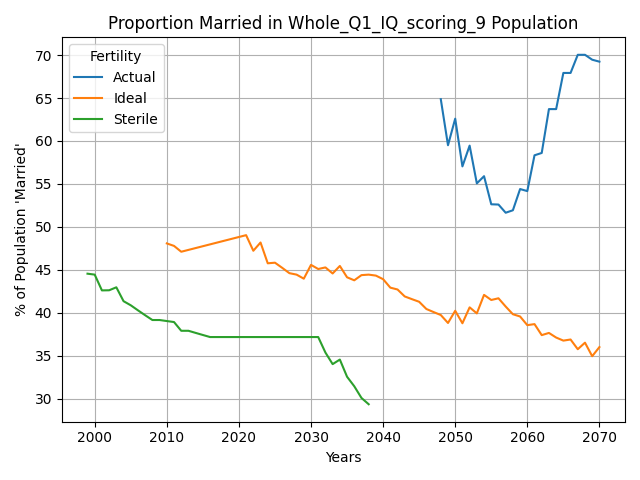 Proportion Married in Whole_Q1_IQ_scoring_9 Population
% of Population 'Married'
Fertility
Actual
Ideal
Sterile
70
65
60
55
50
45
40
35
30
2000 2010 2020 2030 2040 2050 2060 2070
Years